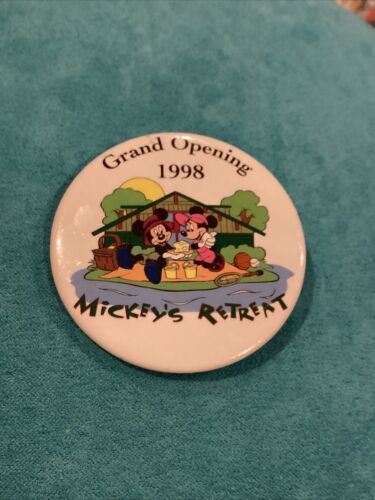 Grand Opening
1998
MICKEY'S RETREAT